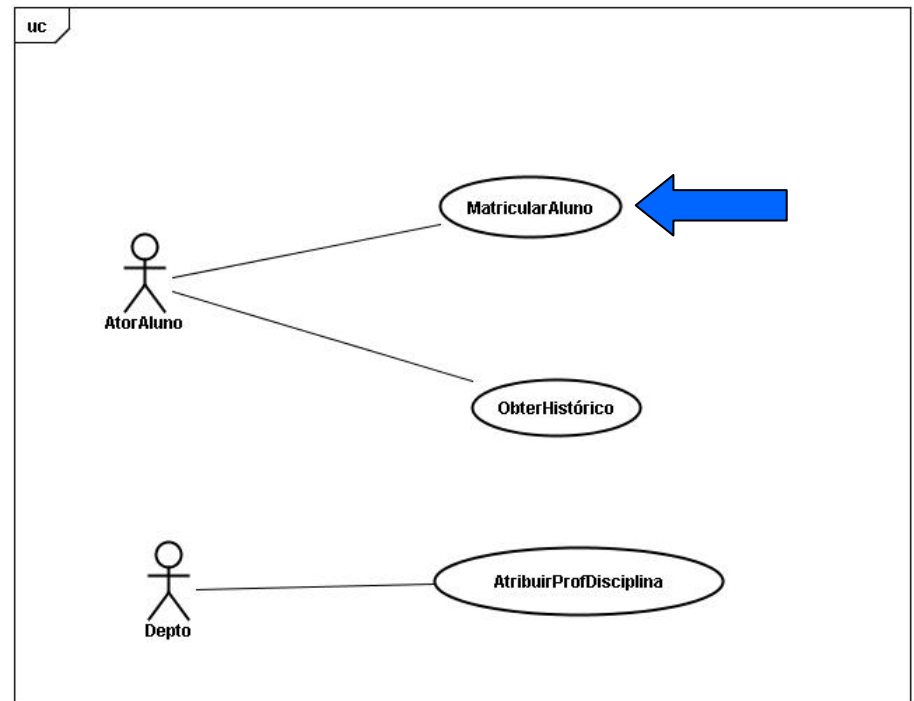 uc
MatricularAluno
AtorAluno
ObterHistórico
AtribuirProfDisciplina
Depto